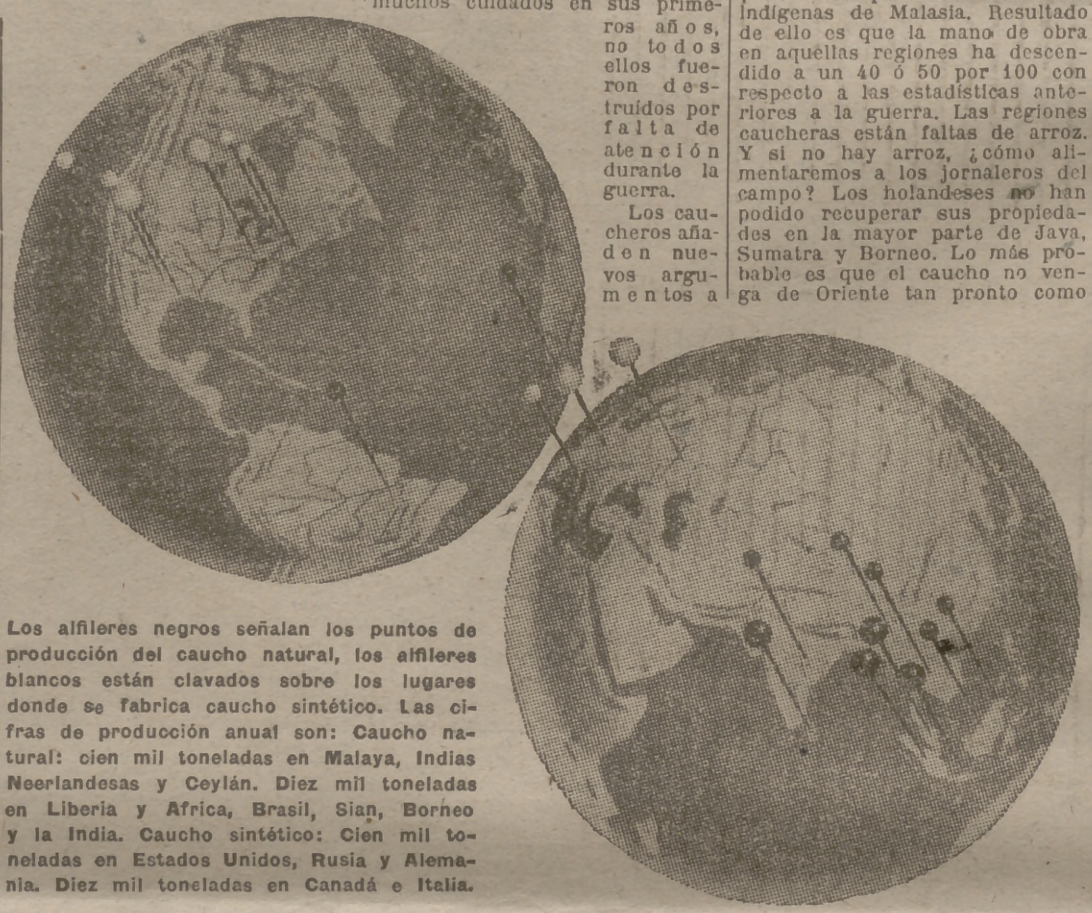 muchos cuidados en sus prime-
ros años,
no todos
ellos fue-
ron des-
truídos por
falta de
atención
durante la
guerra.
Los cau-
cheros aña-
den nue-
vos argu-
mentos a
indígenas de Malasia. Resultado
de ello es que la mano de obra
en aquéllas regiones ha descen-
dido a un 40 ó 50 por 100 con
respecto a las estadísticas ante-
riores a la guerra. Las regiones
caucheras están faltas de arroz.
Y si no hay arroz, ¿cómo ali-
mentaremos a los jornaleros del
campo? Los holandeses no han
podido recuperar sus propieda-
des en la mayor parte de Java,
Sumatra y Borneo. Lo más pro-
bable es que el caucho no ven-
ga de Oriente tan pronto como
Los alfileres negros señalan los puntos de
producción del caucho natural, los alfileres
blancos están clavados sobre los lugares
donde se fabrica caucho sintético. Las ci-
fras de producción anual son: Caucho na-
tural: cien mil toneladas en Malaya, Indias
Neerlandesas y Ceylán. Diez mil toneladas
en Liberia y Africa, Brasil, Sian, Borneo
y la India. Caucho sintético: Cien mil to-
neladas en Estados Unidos, Rusia y Alema-
nia. Diez mil toneladas en Canadá e Italia.